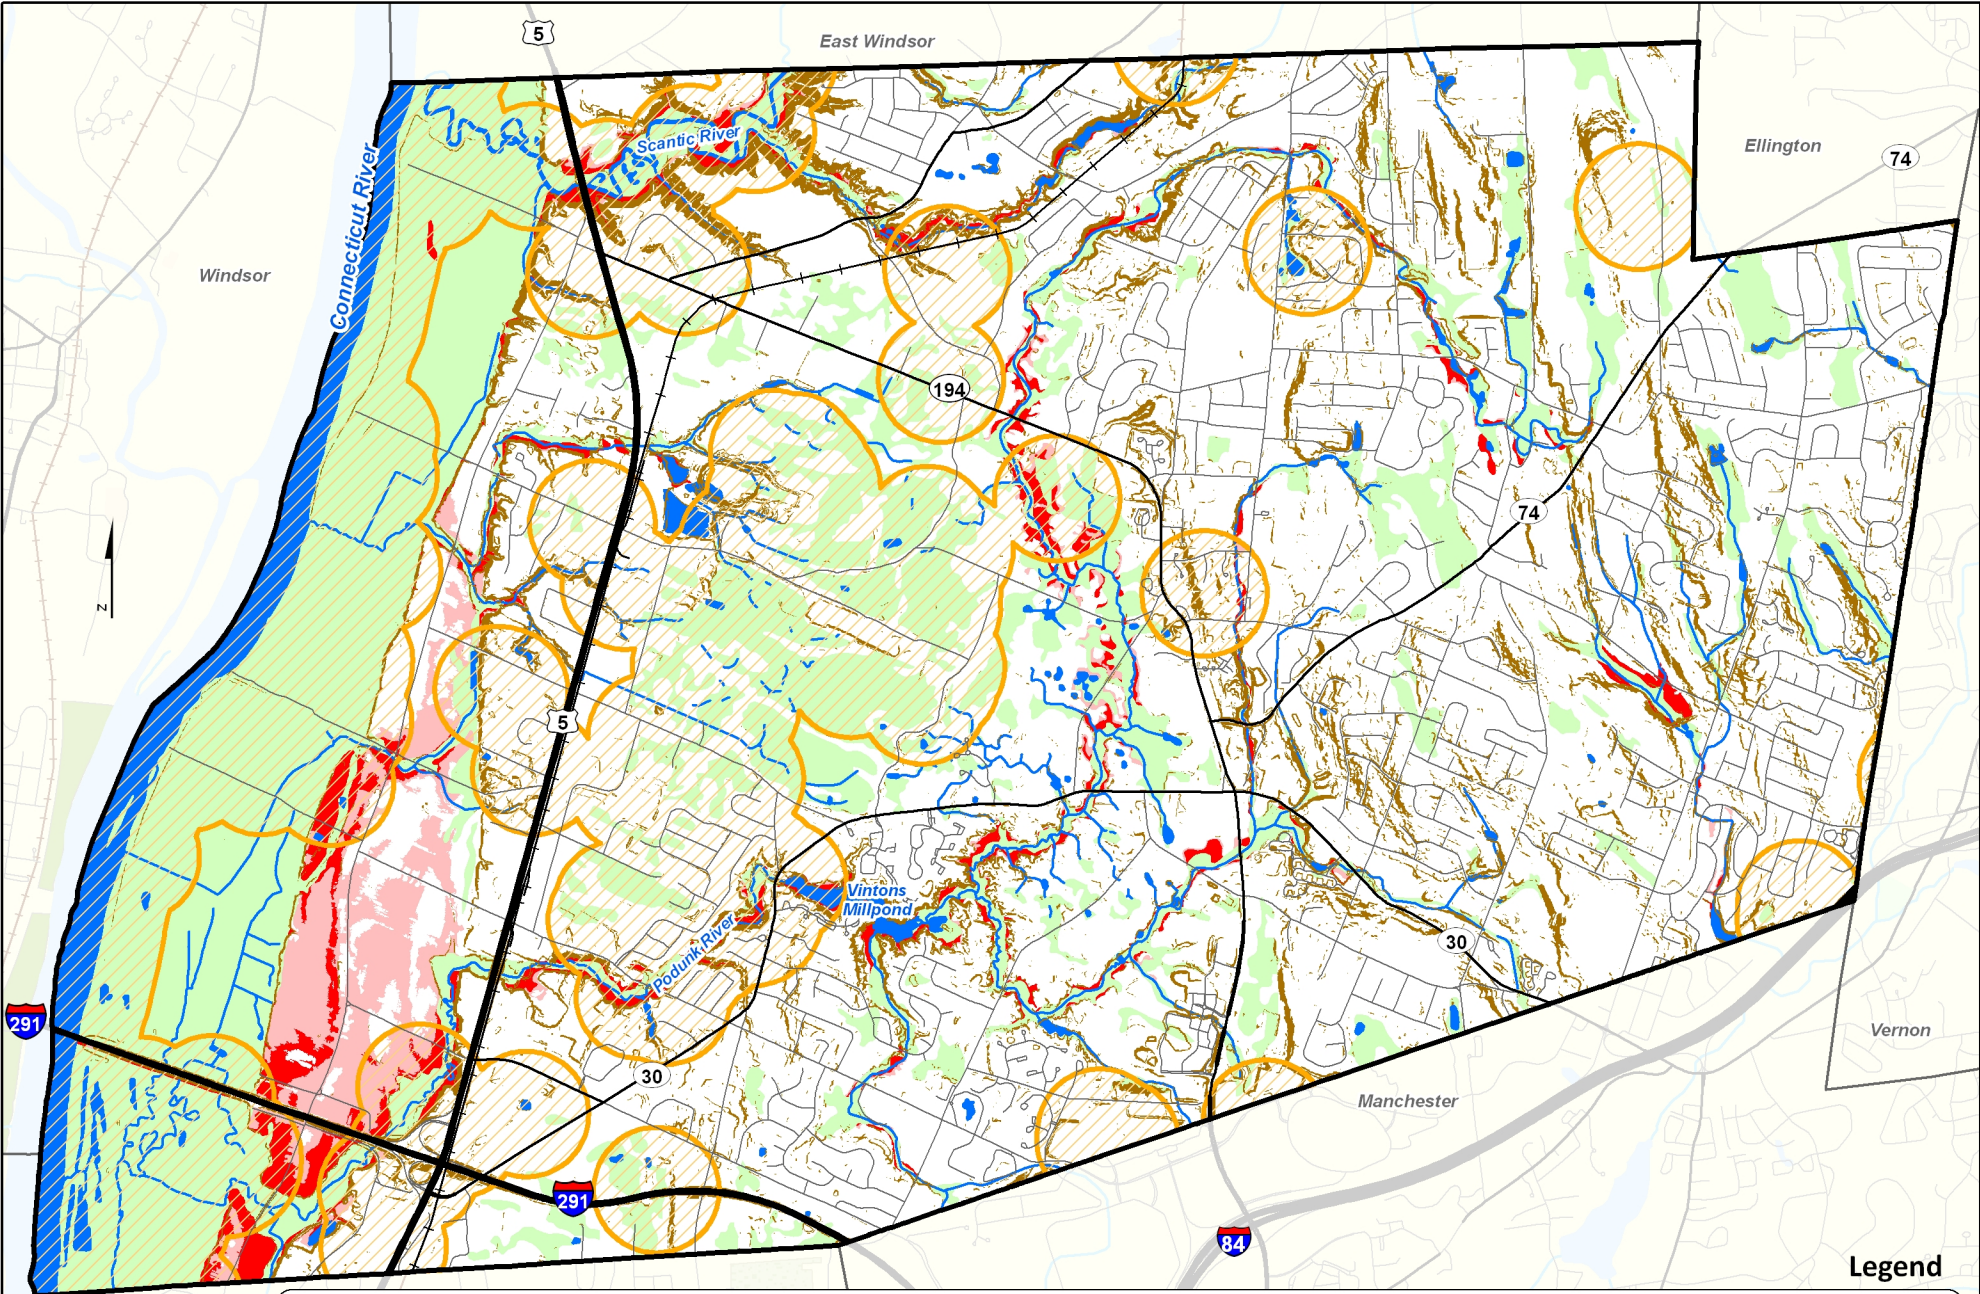 5
East Windsor
Ellington
74
Scantic River
Connecticut River
Windsor
194
74
N
5
Vintons
Millpond
Podunk River
30
291
Vernon
30
Manchester
291
84
Legend